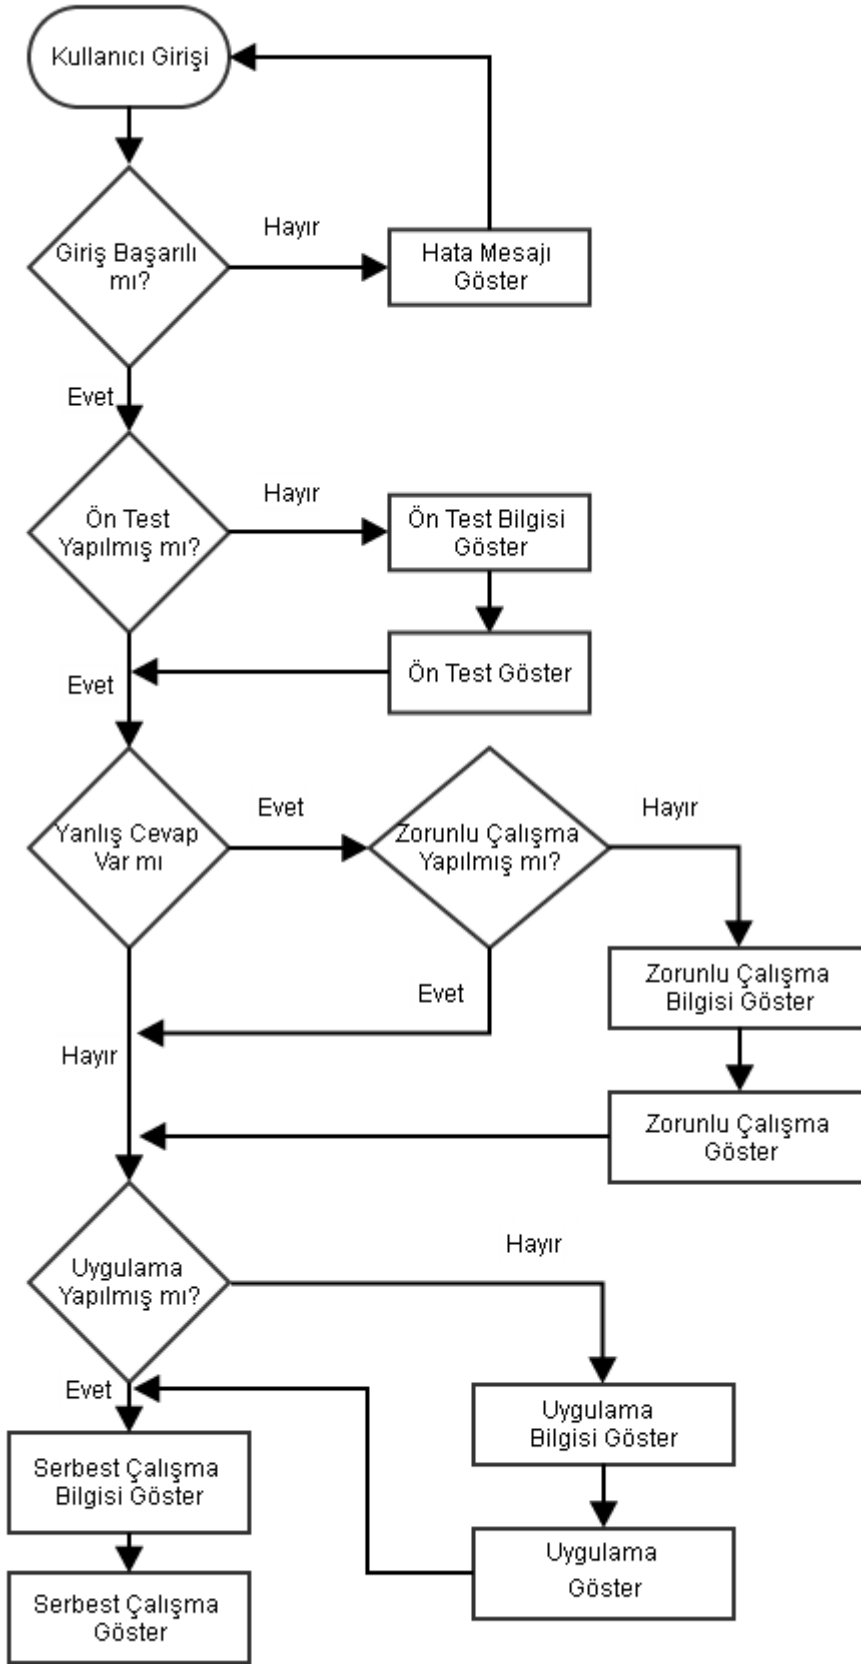 Kullanıcı Girişi
Hayır
Giriş Başarılı
mı?
Hata Mesajı
Göster
Evet
Hayır
Ön Test
Yapılmış mı?
Ön Test Bilgisi
Göster
Evet
Ön Test Göster
Yanlış Cevap
Var mı
Evet
Zorunlu Çalışma
Yapılmış mı?
Hayır
Evet
Zorunlu Çalışma
Bilgisi Göster
Hayır
Zorunlu Çalışma
Göster
Uygulama
Yapılmış mı?
Hayır
Evet
Uygulama
Bilgisi Göster
Serbest Çalışma
Bilgisi Göster
Uygulama
Göster
Serbest Çalışma
Göster